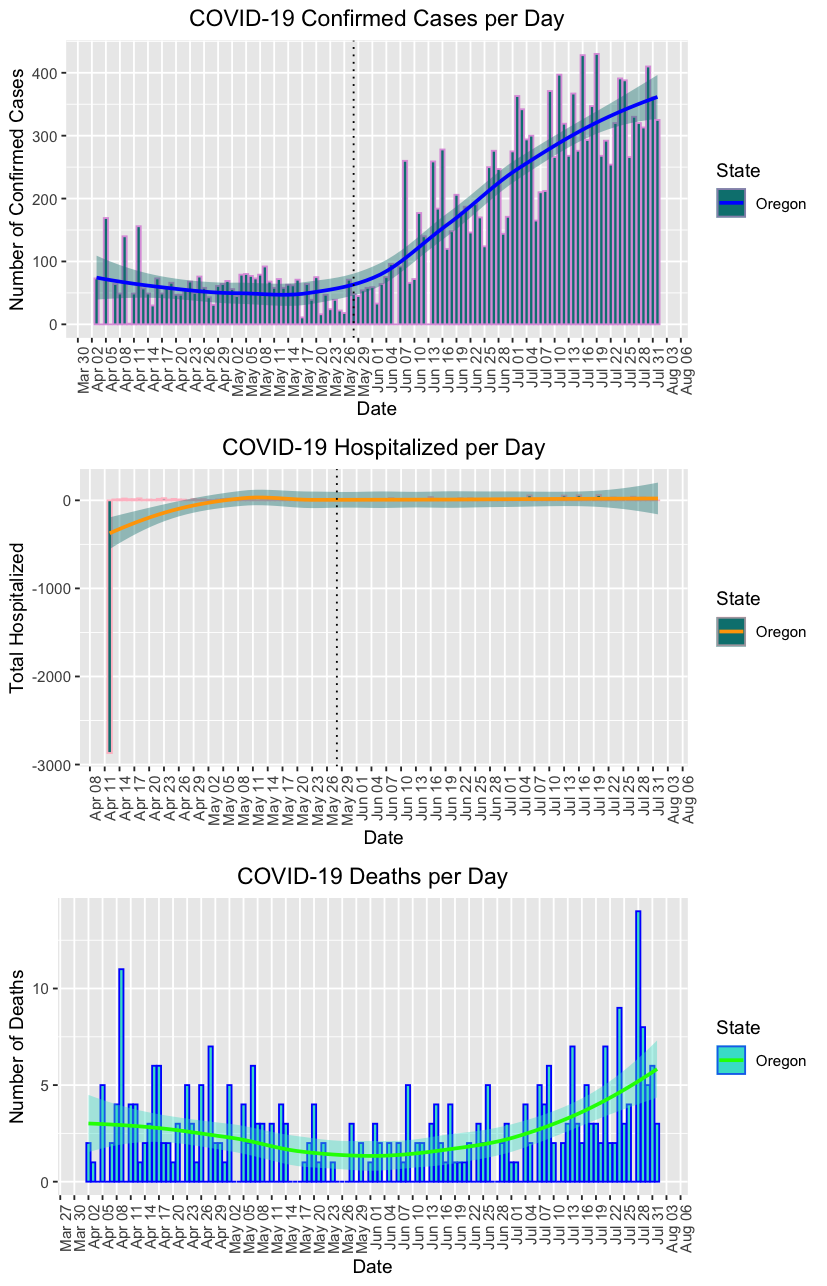 COVID-19 Confirmed Cases per Day
Number of Confirmed Cases
400
300
200
100
0
Mar 30
Apr 02
Apr 05
Apr 08
Apr 11
Apr 14
Apr 17
Apr 20
Apr 23
Apr 26
Apr 29
May 02
May 05
May 08
May 11
May 14
May 17
May 20
May 23
May 26
May 29
Jun 01
Jun 04
Jun 07
Jun 10
Jun 13
Jun 16
Jun 19
Jun 22
Jun 25
Jun 28
Jul 01
Jul 04
Jul 07
Jul 10
Jul 13
Jul 16
Jul 19
Jul 22
Jul 25
Jul 28
Jul 31
Aug 03
Aug 06
Date
State
Oregon
COVID-19 Hospitalized per Day
Total Hospitalized
0
-1000
-2000
-3000
Apr 08
Apr 11
Apr 14
Apr 17
Apr 20
Apr 23
Apr 26
Apr 29
May 02
May 05
May 08
May 11
May 14
May 17
May 20
May 23
May 26
May 29
Jun 01
Jun 04
Jun 07
Jun 10
Jun 13
Jun 16
Jun 19
Jun 22
Jun 25
Jun 28
Jul 01
Jul 04
Jul 07
Jul 10
Jul 13
Jul 16
Jul 19
Jul 22
Jul 25
Jul 28
Jul 31
Aug 03
Aug 06
Date
State
Oregon
COVID-19 Deaths per Day
Number of Deaths
10
5
0
Mar 27
Mar 30
Apr 02
Apr 05
Apr 08
Apr 11
Apr 14
Apr 17
Apr 20
Apr 23
Apr 26
Apr 29
May 02
May 05
May 08
May 11
May 14
May 17
May 20
May 23
May 26
May 29
Jun 01
Jun 04
Jun 07
Jun 10
Jun 13
Jun 16
Jun 19
Jun 22
Jun 25
Jun 28
Jul 01
Jul 04
Jul 07
Jul 10
Jul 13
Jul 16
Jul 19
Jul 22
Jul 25
Jul 28
Jul 31
Aug 03
Aug 06
Date
State
Oregon